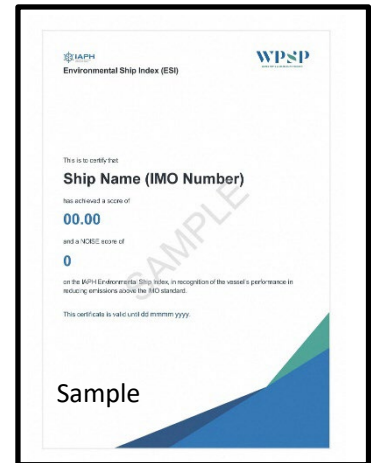 IAPH
WPSP
Environmental Ship Index (ESI)
This is to certify that
Ship Name (IMO Number)
has achieved a score of
00.00
and a NOISE score of
0
on the IAPH Environmental Ship Index, in recognition of the vessel's performance in
reducing emissions above the IMO standard.
This certificate is valid until dd mmmm yyyy.
SAMPLE
Sample